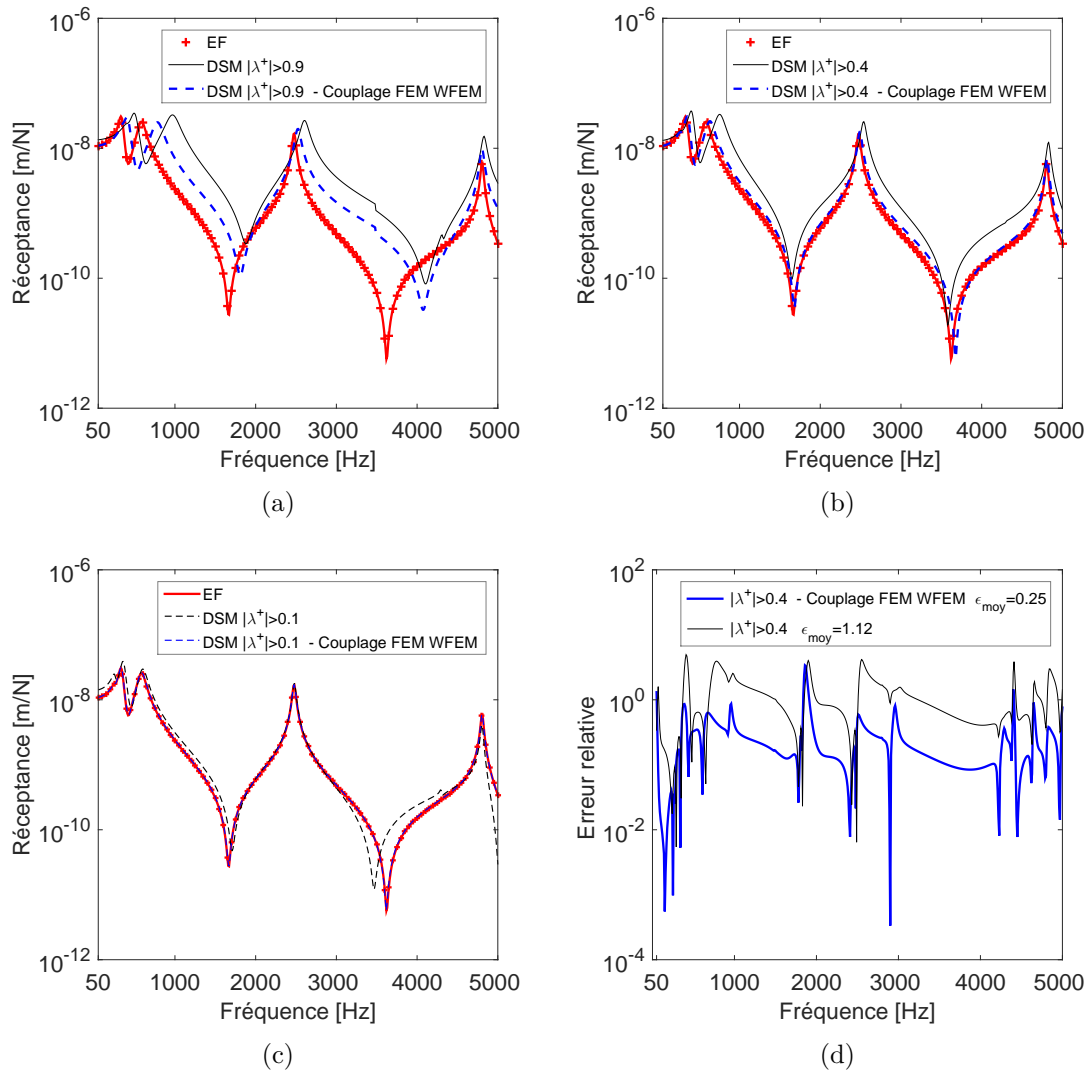 10^-6
10^-8
10^-10
10^-12
Réceptance [m/N]
EF
DSM |λ^+|>0.9
DSM |λ^+|>0.9 - Couplage FEM WFEM
50 1000 2000 3000 4000 5000
Fréquence [Hz]
(a)
10^-6
10^-8
10^-10
10^-12
Réceptance [m/N]
EF
DSM |λ^+|>0.4
DSM |λ^+|>0.4 - Couplage FEM WFEM
50 1000 2000 3000 4000 5000
Fréquence [Hz]
(b)
10^-6
10^-8
10^-10
10^-12
Réceptance [m/N]
EF
DSM |λ^+|>0.1
DSM |λ^+|>0.1 - Couplage FEM WFEM
50 1000 2000 3000 4000 5000
Fréquence [Hz]
(c)
10^2
10^0
10^-2
10^-4
Erreur relative
|λ^+|>0.4 - Couplage FEM WFEM ϵ_moy=0.25
|λ^+|>0.4 ϵ_moy=1.12
50 1000 2000 3000 4000 5000
Fréquence [Hz]
(d)